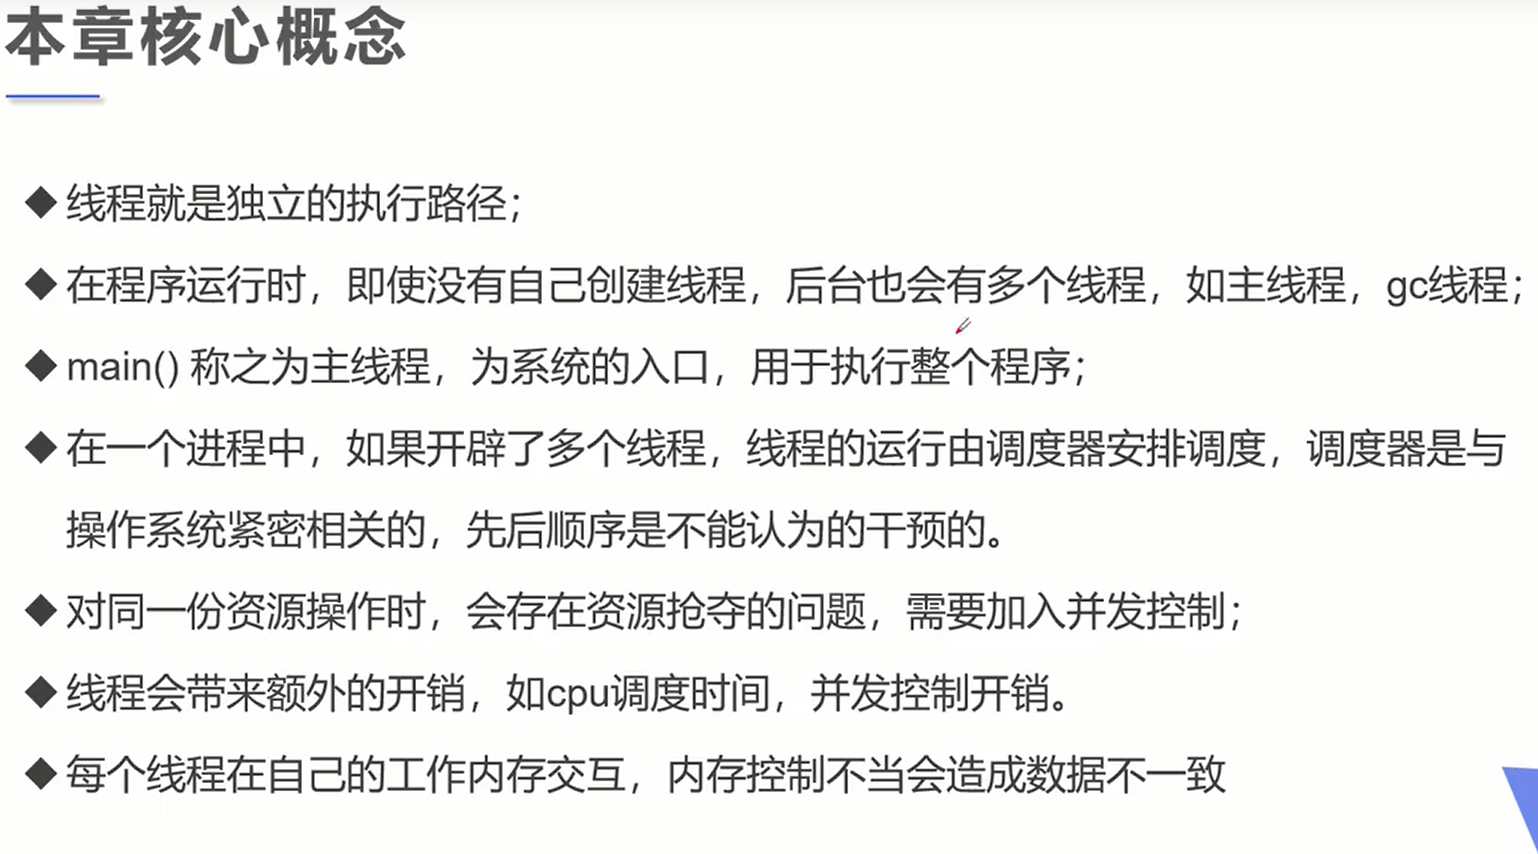 本章核心概念
◆线程就是独立的执行路径；
◆在程序运行时，即使没有自己创建线程，后台也会有多个线程，如主线程，gc线程；
◆main() 称之为主线程，为系统的入口，用于执行整个程序；
◆在一个进程中，如果开辟了多个线程，线程的运行由调度器安排调度，调度器是与
操作系统紧密相关的，先后顺序是不能认为的干预的。
◆对同一份资源操作时，会存在资源抢夺的问题，需要加入并发控制；
◆线程会带来额外的开销，如cpu调度时间，并发控制开销。
◆每个线程在自己的工作内存交互，内存控制不当会造成数据不一致